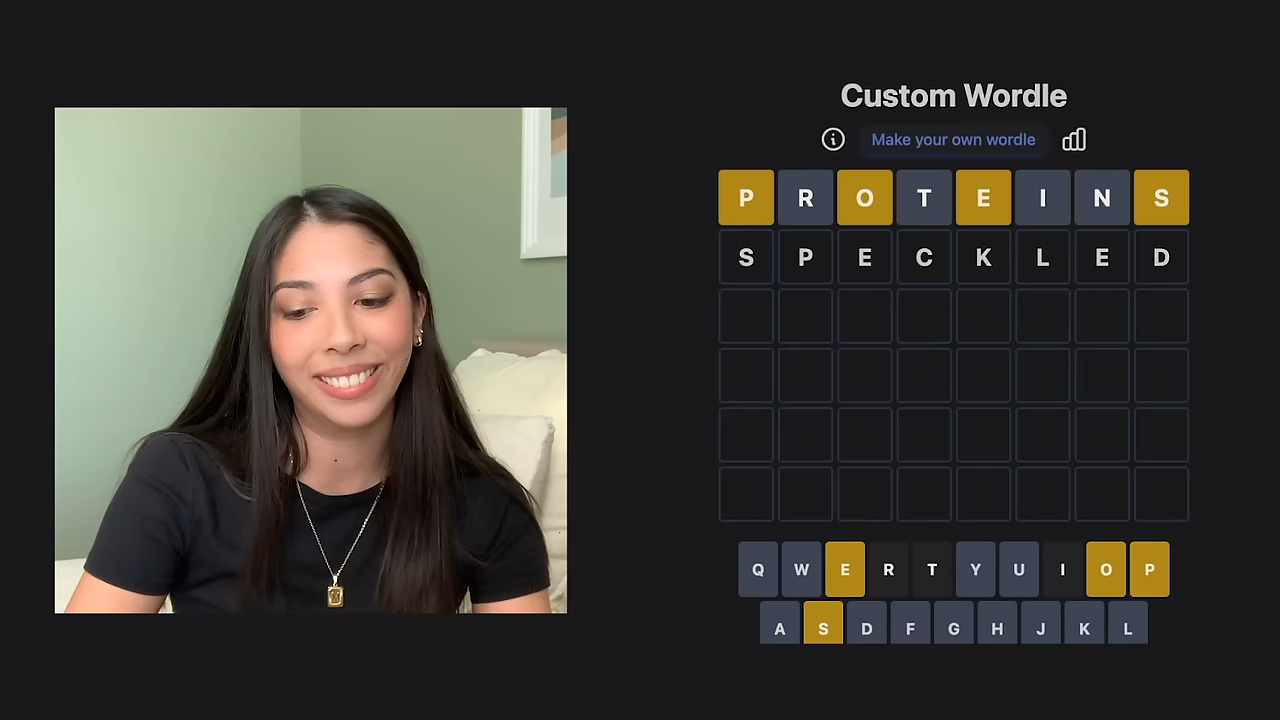 Custom Wordle
Make your own wordle
P R O T E I N S
S P E C K L E D
Q W E R T Y U I O P
A S D F G H J K L